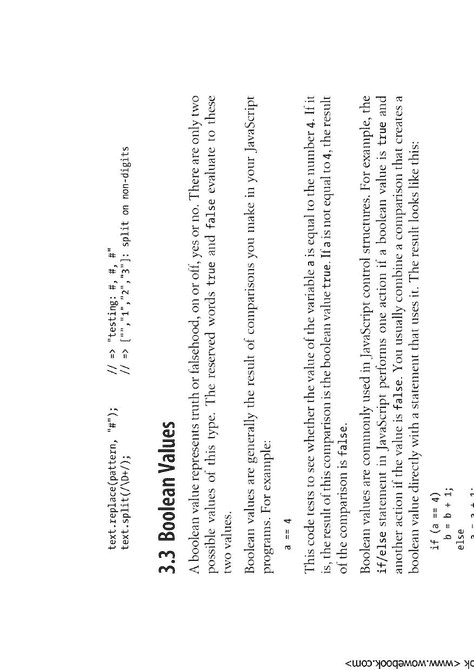 text.replace(pattern, "#");   // => "testing: #, #, #"
text.split(/\D+/);            // => ["","1","2","3"]: split on non-digits
3.3 Boolean Values
A boolean value represents truth or falsehood, on or off, yes or no. There are only two
possible values of this type. The reserved words true and false evaluate to these
two values.
Boolean values are generally the result of comparisons you make in your JavaScript
programs. For example:
a == 4
This code tests to see whether the value of the variable a is equal to the number 4. If it
is, the result of this comparison is the boolean value true. If a is not equal to 4, the result
of the comparison is false.
Boolean values are commonly used in JavaScript control structures. For example, the
if/else statement in JavaScript performs one action if a boolean value is true and
another action if the value is false. You usually combine a comparison that creates a
boolean value directly with a statement that uses it. The result looks like this:
if (a == 4)
b = b + 1;
else
www.wowebook.com>